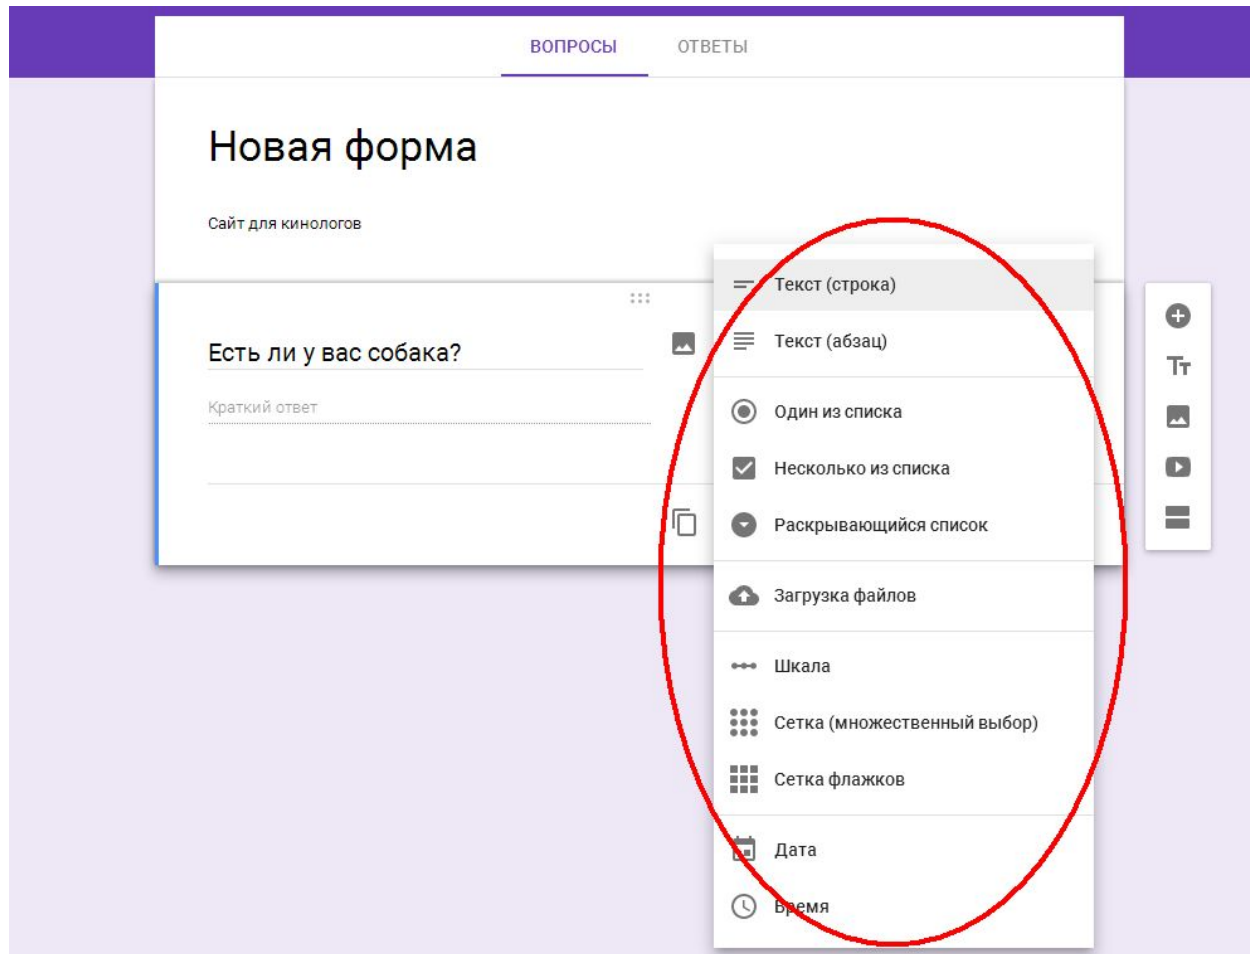 ВОПРОСЫ ОТВЕТЫ
Новая форма
Сайт для кинологов
Есть ли у вас собака?
Краткий ответ
Текст (строка)
Текст (абзац)
Один из списка
Несколько из списка
Раскрывающийся список
Загрузка файлов
Шкала
Сетка (множественный выбор)
Сетка флажков
Дата
Время
Тт